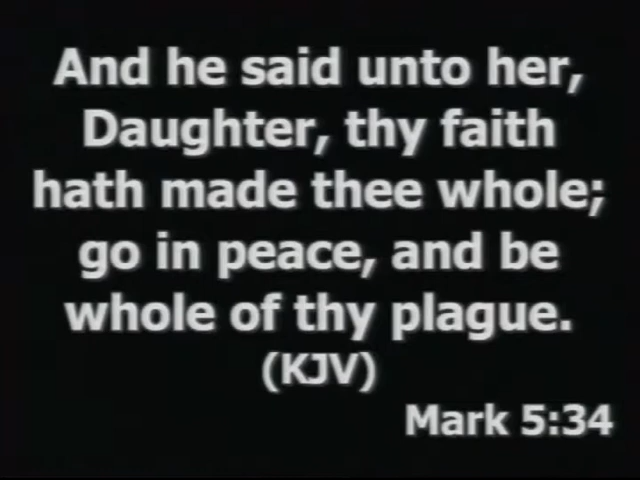 And he said unto her,
Daughter, thy faith
hath made thee whole;
go in peace, and be
whole of thy plague.
(KJV)
Mark 5:34